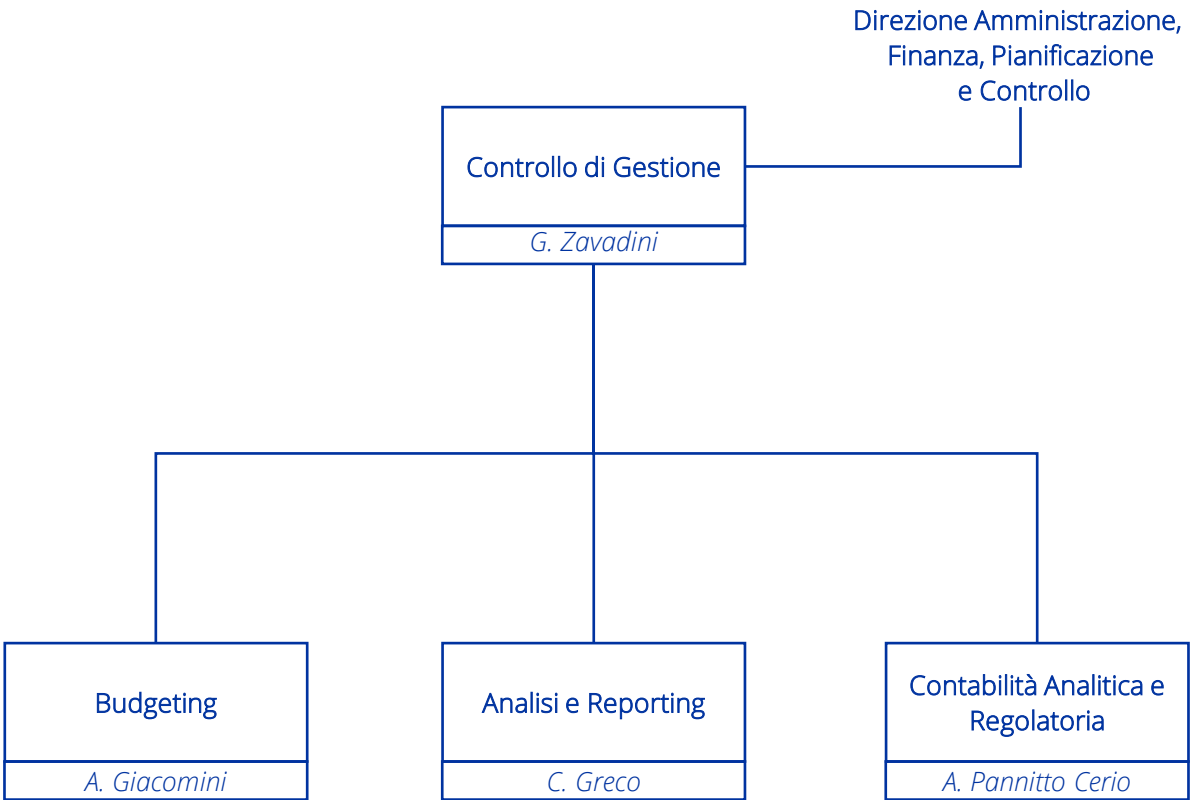 Direzione Amministrazione,
Finanza, Pianificazione
e Controllo
Controllo di Gestione
G. Zavadini
Budgeting
A. Giacomini
Analisi e Reporting
C. Greco
Contabilità Analitica e
Regolatoria
A. Pannitto Cerio